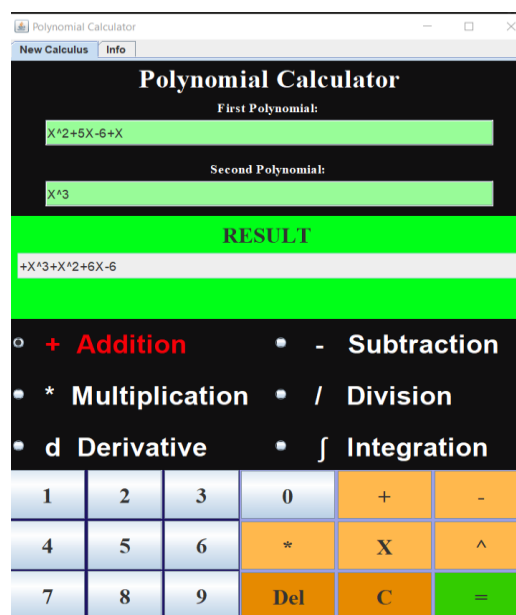 Polynomial Calculator
New Calculus Info
Polynomial Calculator
First Polynomial:
X^2+5X-6+X
Second Polynomial:
X^3
RESULT
+X^3+X^2+6X-6
+ Addition - Subtraction
* Multiplication / Division
d Derivative ∫ Integration
1 2 3 0 + -
4 5 6 * X ^
7 8 9 Del C =